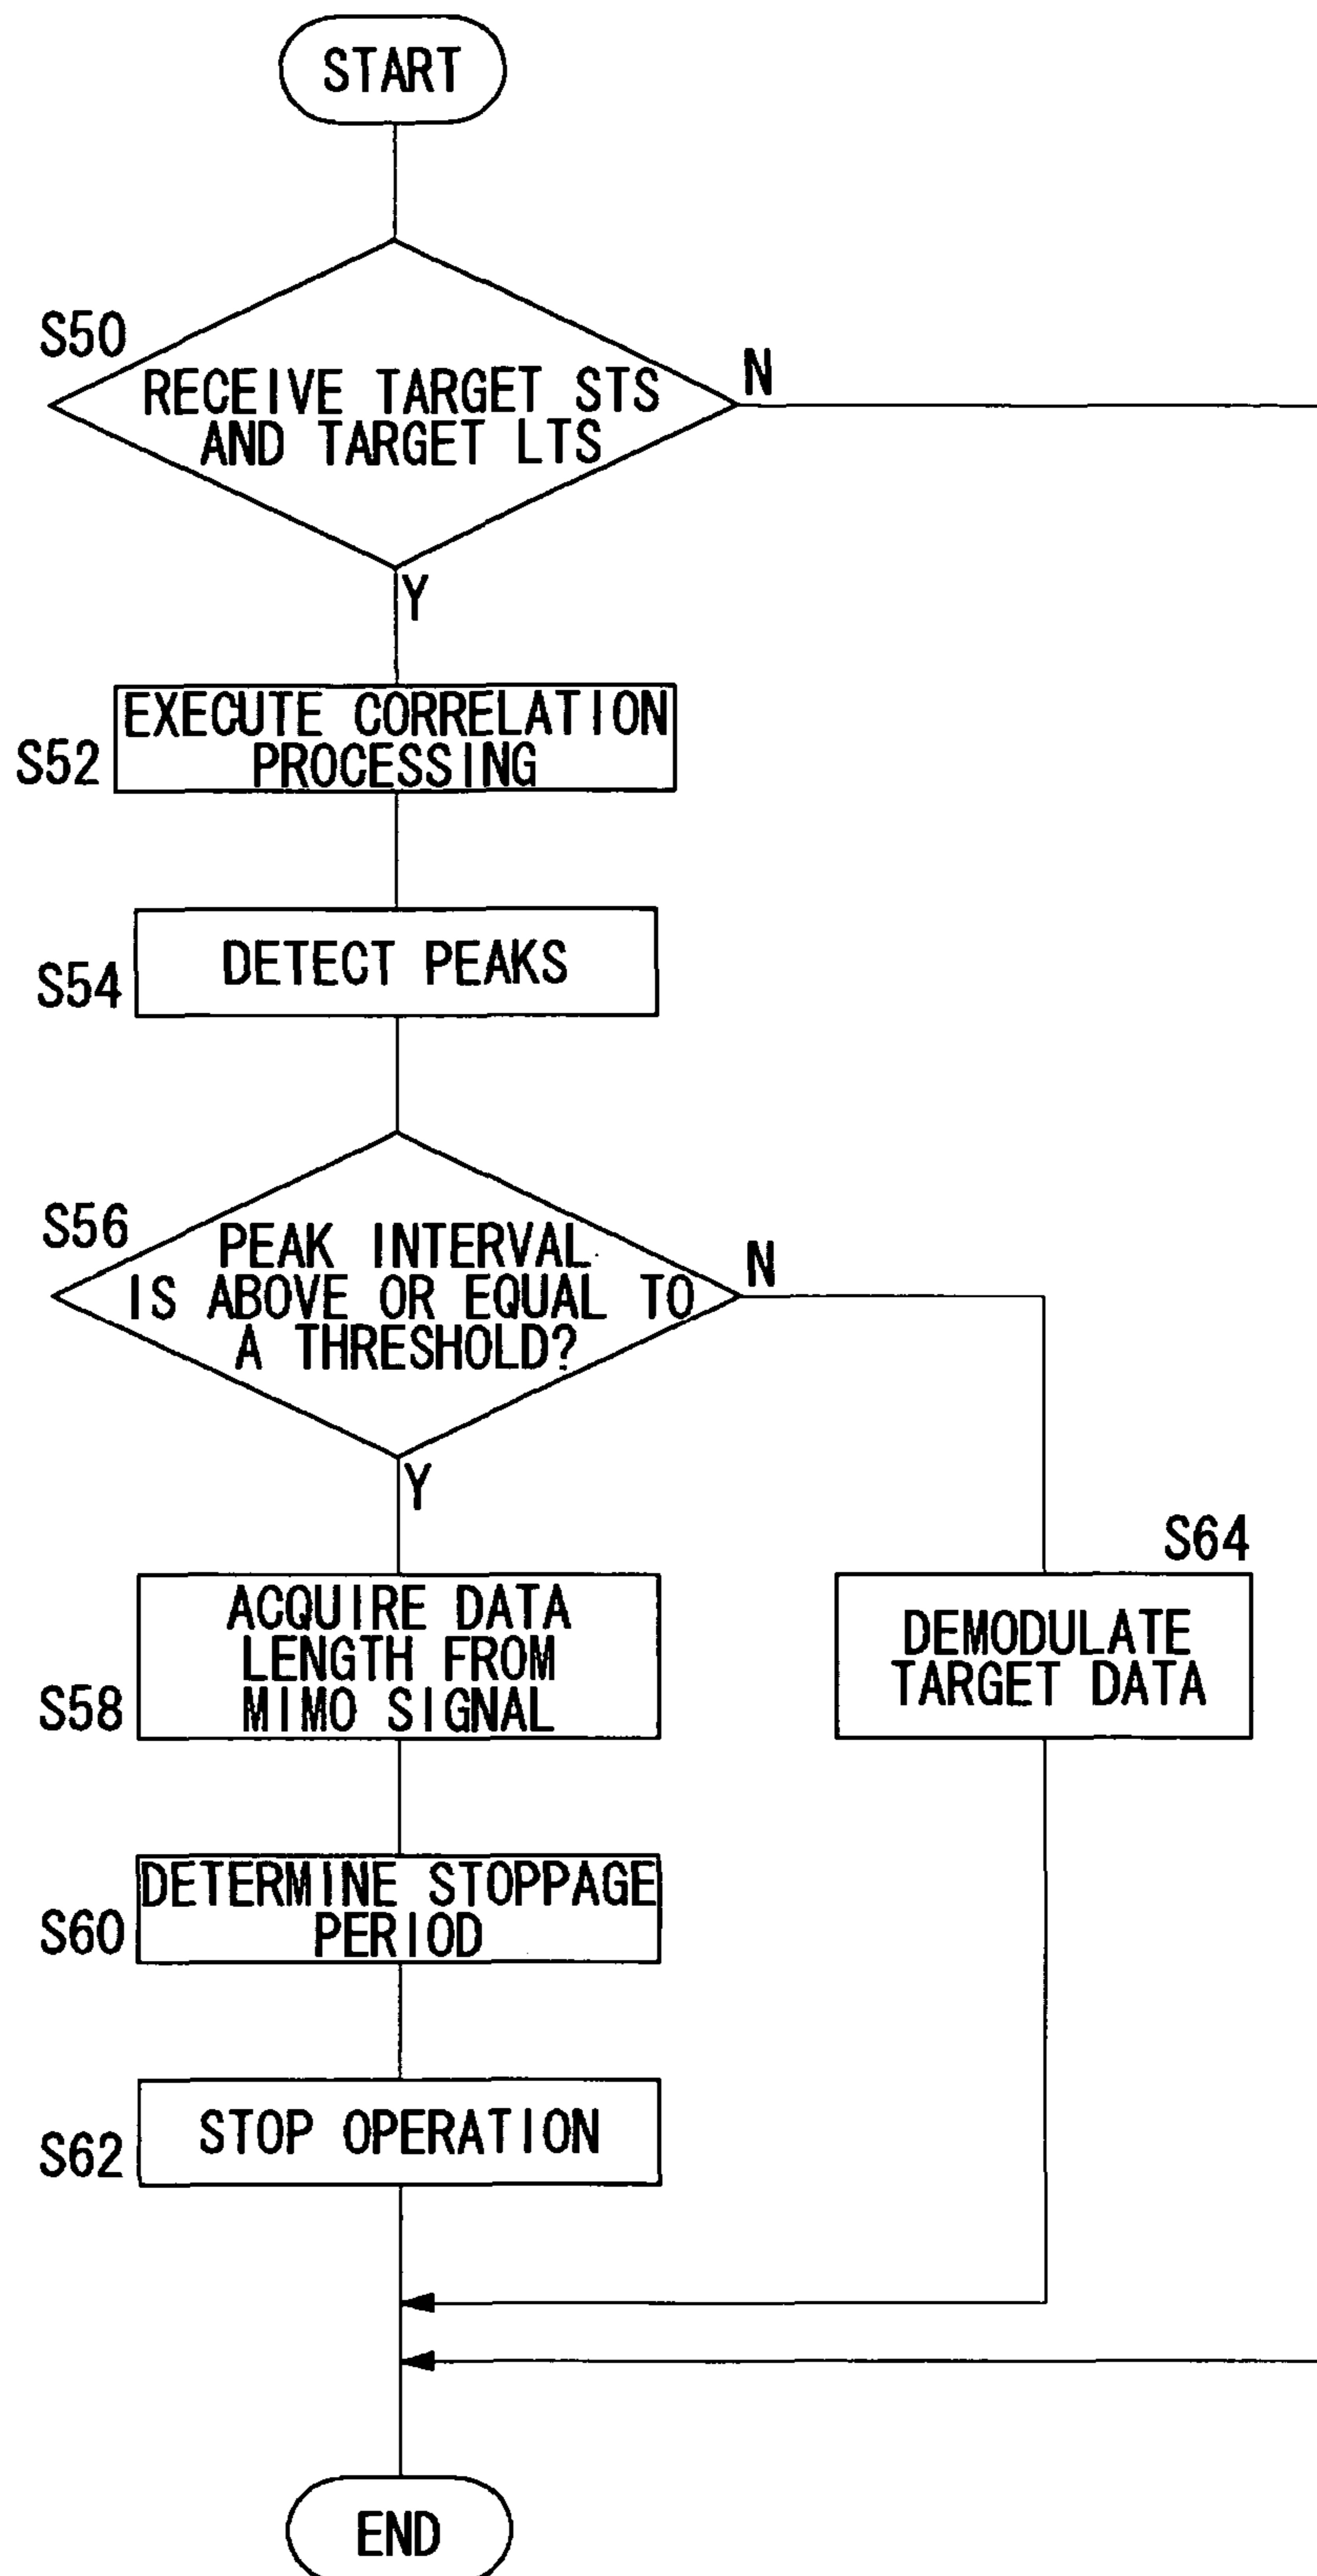 START
S50
RECEIVE TARGET STS
AND TARGET LTS
N
Y
S52
EXECUTE CORRELATION
PROCESSING
S54
DETECT PEAKS
S56
PEAK INTERVAL
IS ABOVE OR EQUAL TO
A THRESHOLD?
N
Y
S58
ACQUIRE DATA
LENGTH FROM
MIMO SIGNAL
S64
DEMODULATE
TARGET DATA
S60
DETERMINE STOPPAGE
PERIOD
S62
STOP OPERATION
END